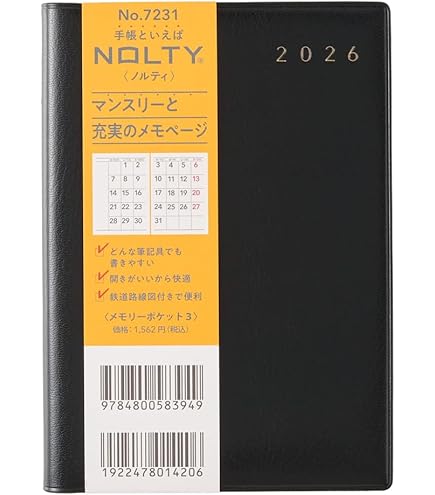 No.7231
手帳といえば
NOLTY®
〈ノルティ〉
マンスリーと
充実のメモページ
1 2 3 4 5 6
7 8 9 10 11 12 13
14 15 16 17 18 19 20
21 22 23 24 25 26 27
28 29 30 31
どんな筆記具でも
書きやすい
開きがいいから快適
鉄道路線図付きで便利
〈メモリーポケット3〉
価格:1,562円(税込)
9784800583949
1922478014206
2026